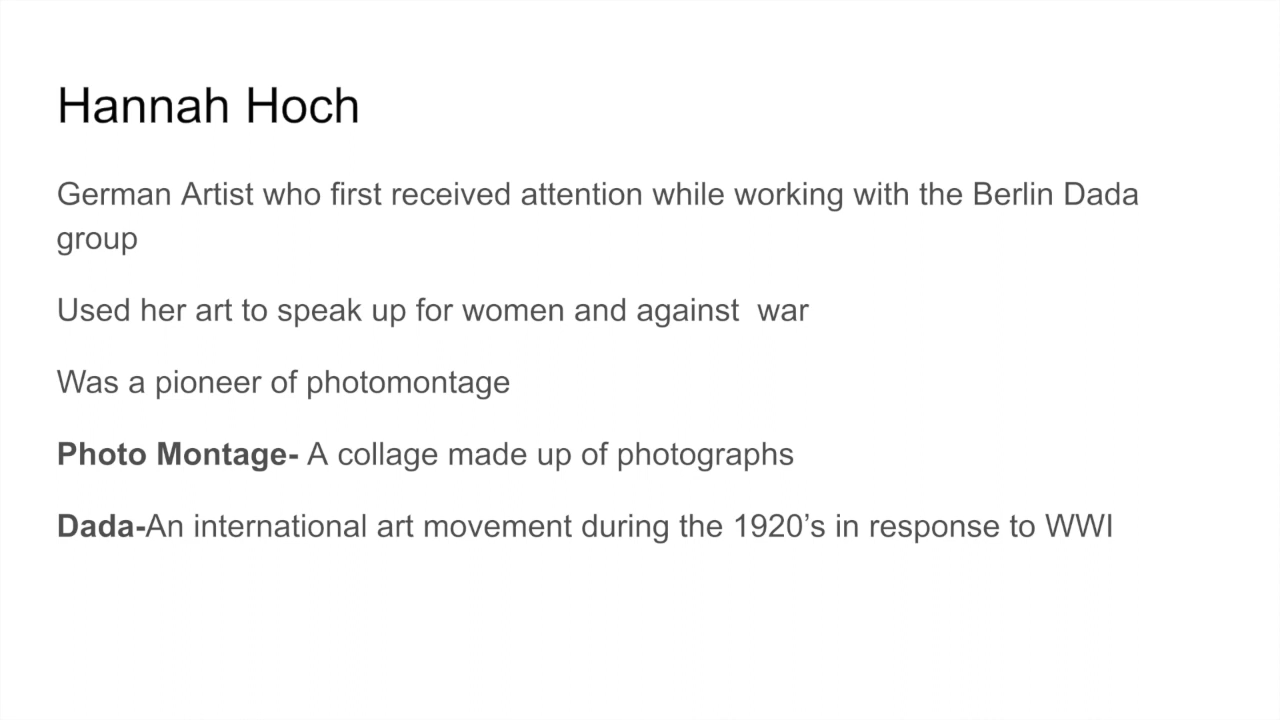 Hannah Hoch
German Artist who first received attention while working with the Berlin Dada
group
Used her art to speak up for women and against  war
Was a pioneer of photomontage
Photo Montage- A collage made up of photographs
Dada-An international art movement during the 1920’s in response to WWI